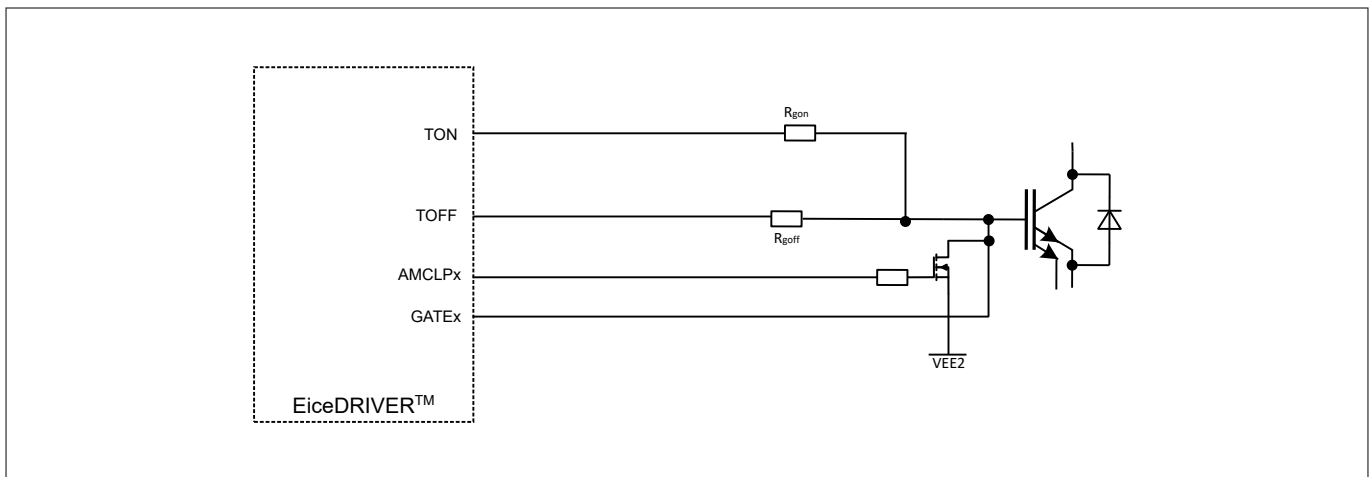 Rgon
TON
TOFF
Rgoff
AMCLPx
GATEx
VEE2
EiceDRIVER™